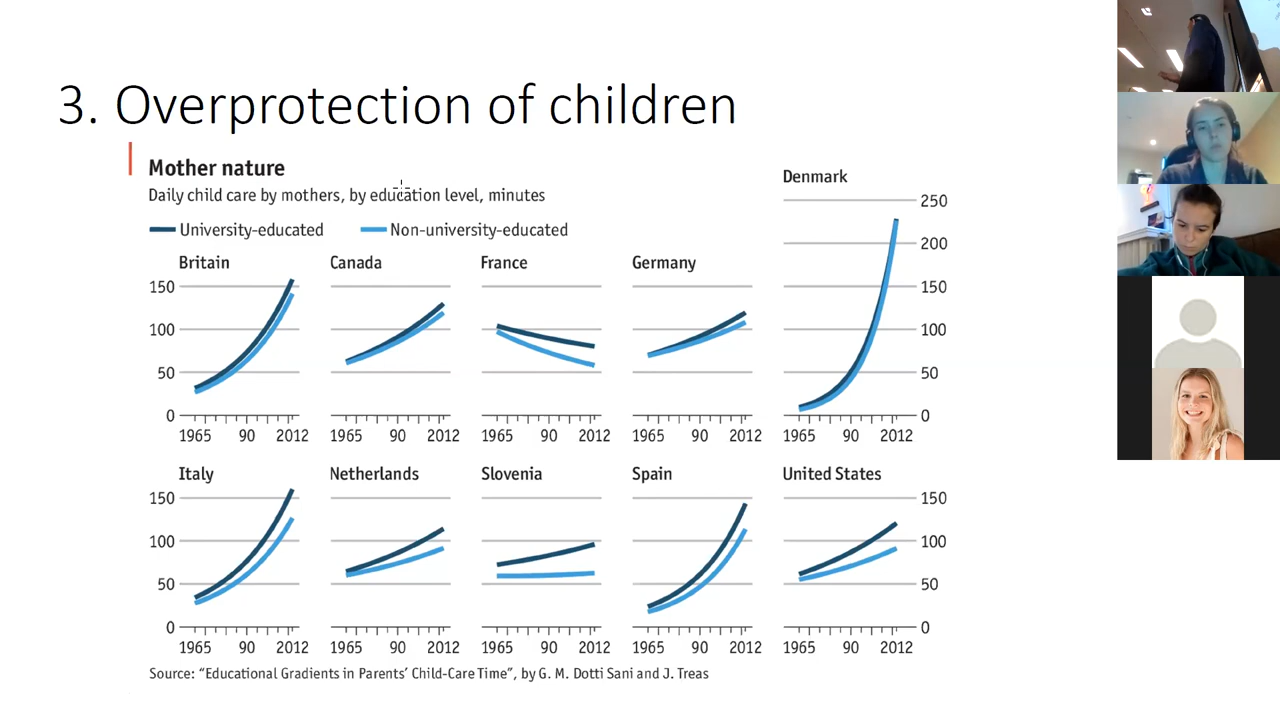 3. Overprotection of children
Mother nature
Daily child care by mothers, by education level, minutes
University-educated Non-university-educated
Britain Canada France Germany Denmark
250
200
150 150
100 100
50 50
0 0
1965 90 2012 1965 90 2012 1965 90 2012 1965 90 2012 1965 90 2012
Italy Netherlands Slovenia Spain United States
150 150
100 100
50 50
0 0
1965 90 2012 1965 90 2012 1965 90 2012 1965 90 2012 1965 90 2012
Source: “Educational Gradients in Parents’ Child-Care Time”, by G. M. Dotti Sani and J. Treas